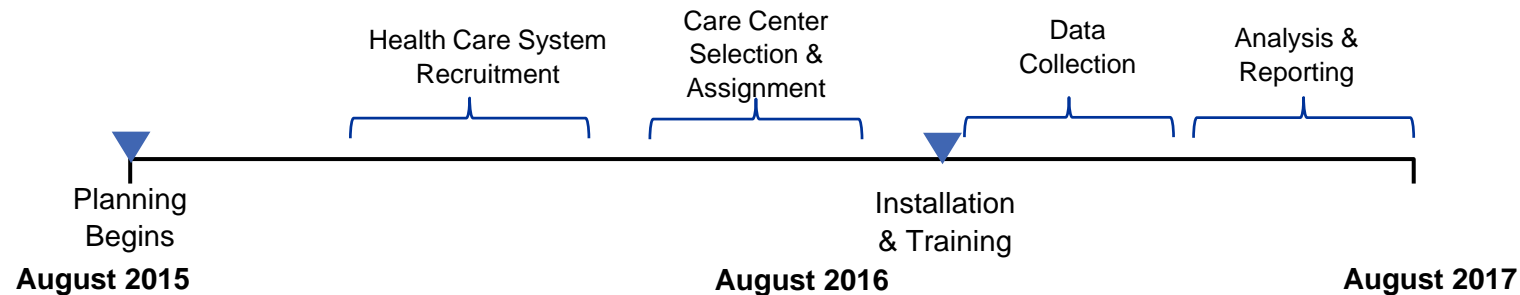 Health Care System
Recruitment
Care Center
Selection &
Assignment
Data
Collection
Analysis &
Reporting
Planning
Begins
Installation
& Training
August 2015
August 2016
August 2017